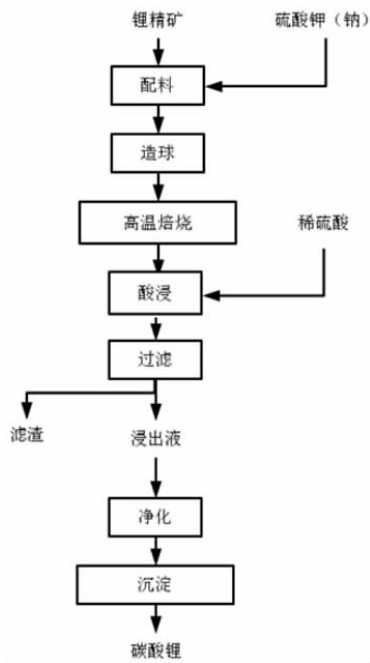 锂精矿
硫酸钾（钠）
配料
造球
高温焙烧
稀硫酸
酸浸
过滤
滤渣
浸出液
净化
沉淀
碳酸锂